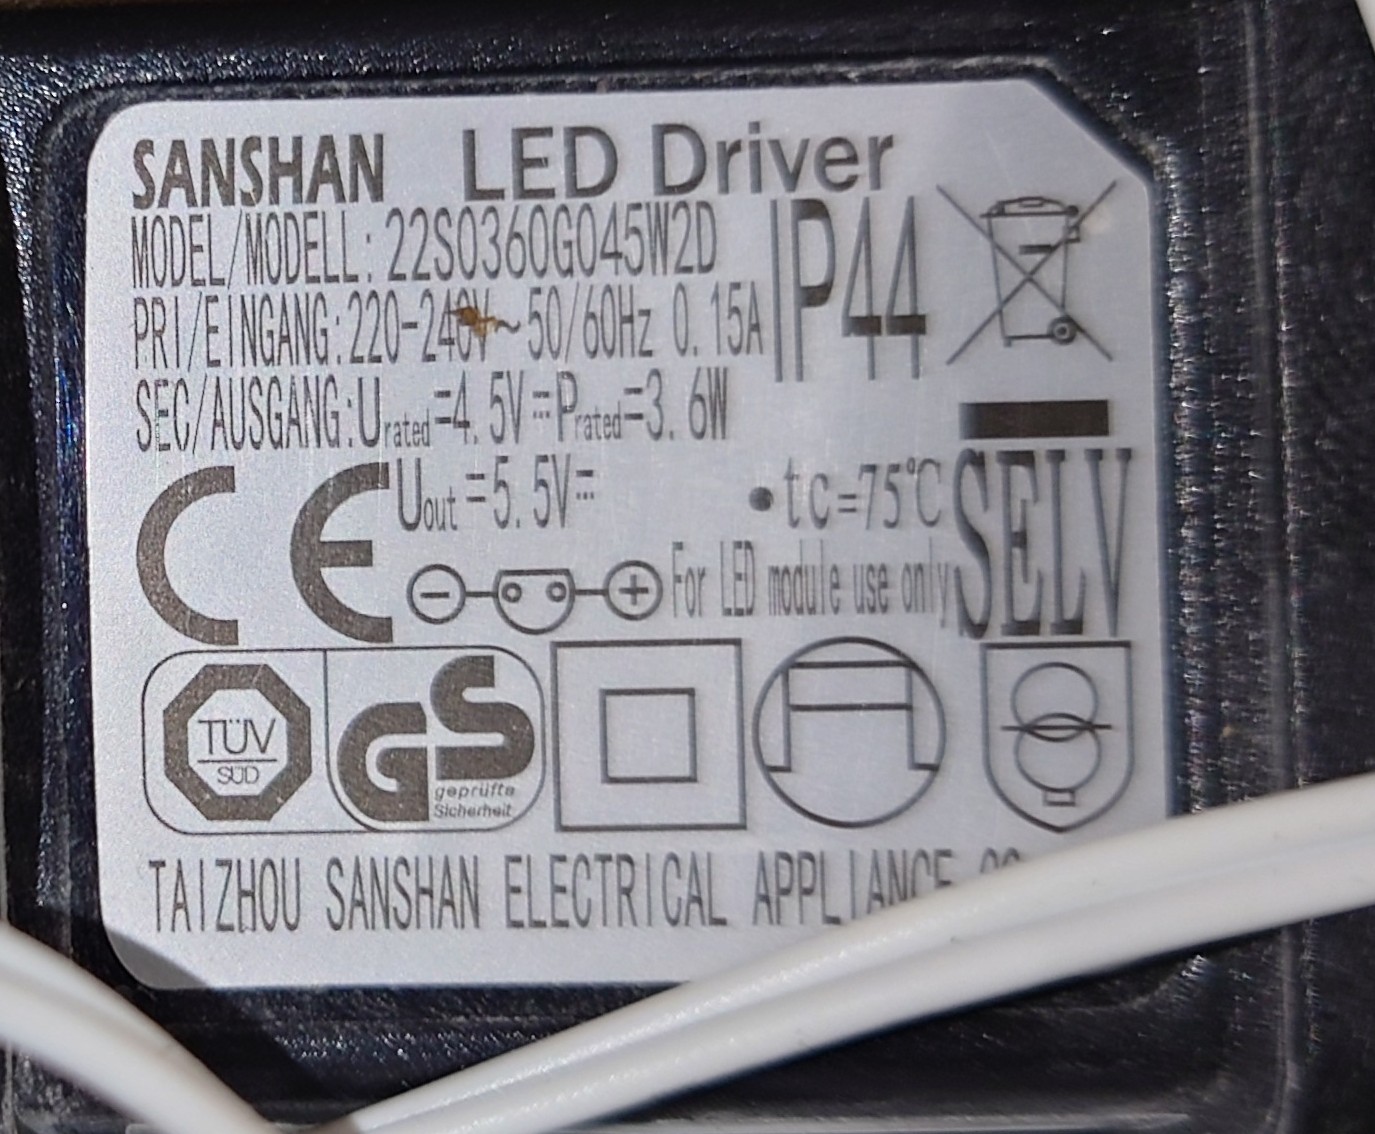 SANSHAN LED Driver
MODEL/MODELL: 22S0360G045W2D
IP44
PRI/EINGANG:220-240V~50/60Hz 0.15A
SEC/AUSGANG:Urated=4.5V⎓Prated=3.6W
Uout=5.5V⎓ •tc=75℃
SELV
For LED module use only
TÜV
SÜD
GS
geprüfte
Sicherheit
TAIZHOU SANSHAN ELECTRICAL APPLIANCE